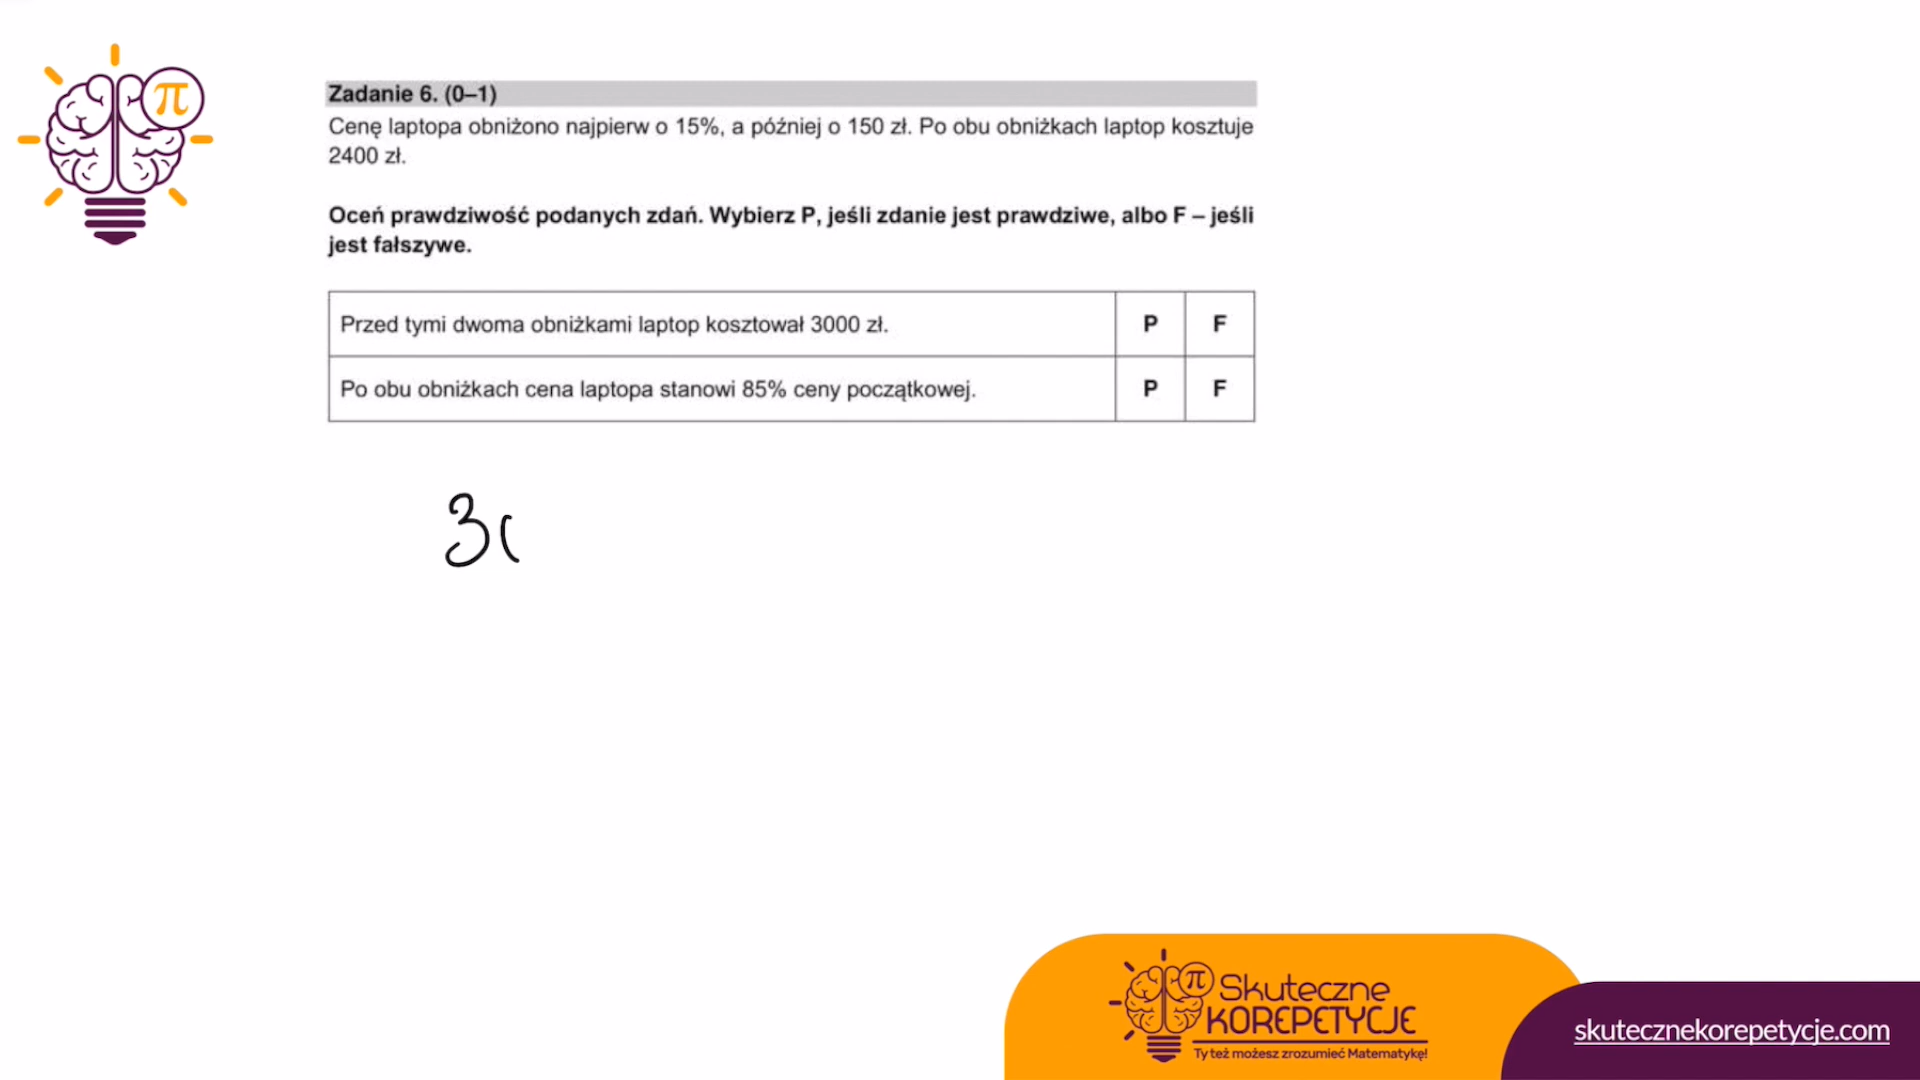 π
Zadanie 6. (0–1)
Cenę laptopa obniżono najpierw o 15%, a później o 150 zł. Po obu obniżkach laptop kosztuje
2400 zł.
Oceń prawdziwość podanych zdań. Wybierz P, jeśli zdanie jest prawdziwe, albo F – jeśli
jest fałszywe.
Przed tymi dwoma obniżkami laptop kosztował 3000 zł. P F
Po obu obniżkach cena laptopa stanowi 85% ceny początkowej. P F
3(
π
Skuteczne
KOREPETYCJE
Ty też możesz zrozumieć Matematykę!
skutecznekorepetycje.com